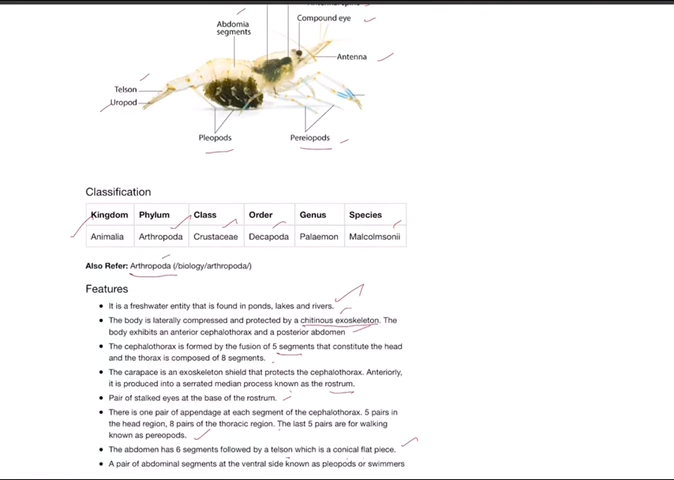 Compound eye
Abdomia
segments
Antenna
Telson
Uropod
Pleopods
Pereiopods
Classification
Kingdom Phylum Class Order Genus Species
Animalia Arthropoda Crustaceae Decapoda Palaemon Malcolmsonii
Also Refer: Arthropoda (/biology/arthropoda/)
Features
• It is a freshwater entity that is found in ponds, lakes and rivers.
• The body is laterally compressed and protected by a chitinous exoskeleton. The
body exhibits an anterior cephalothorax and a posterior abdomen
• The cephalothorax is formed by the fusion of 5 segments that constitute the head
and the thorax is composed of 8 segments.
• The carapace is an exoskeleton shield that protects the cephalothorax. Anteriorly,
it is produced into a serrated median process known as the rostrum.
• Pair of stalked eyes at the base of the rostrum.
• There is one pair of appendage at each segment of the cephalothorax. 5 pairs in
the head region, 8 pairs of the thoracic region. The last 5 pairs are for walking
known as pereopods.
• The abdomen has 6 segments followed by a telson which is a conical flat piece.
• A pair of abdominal segments at the ventral side known as pleopods or swimmers